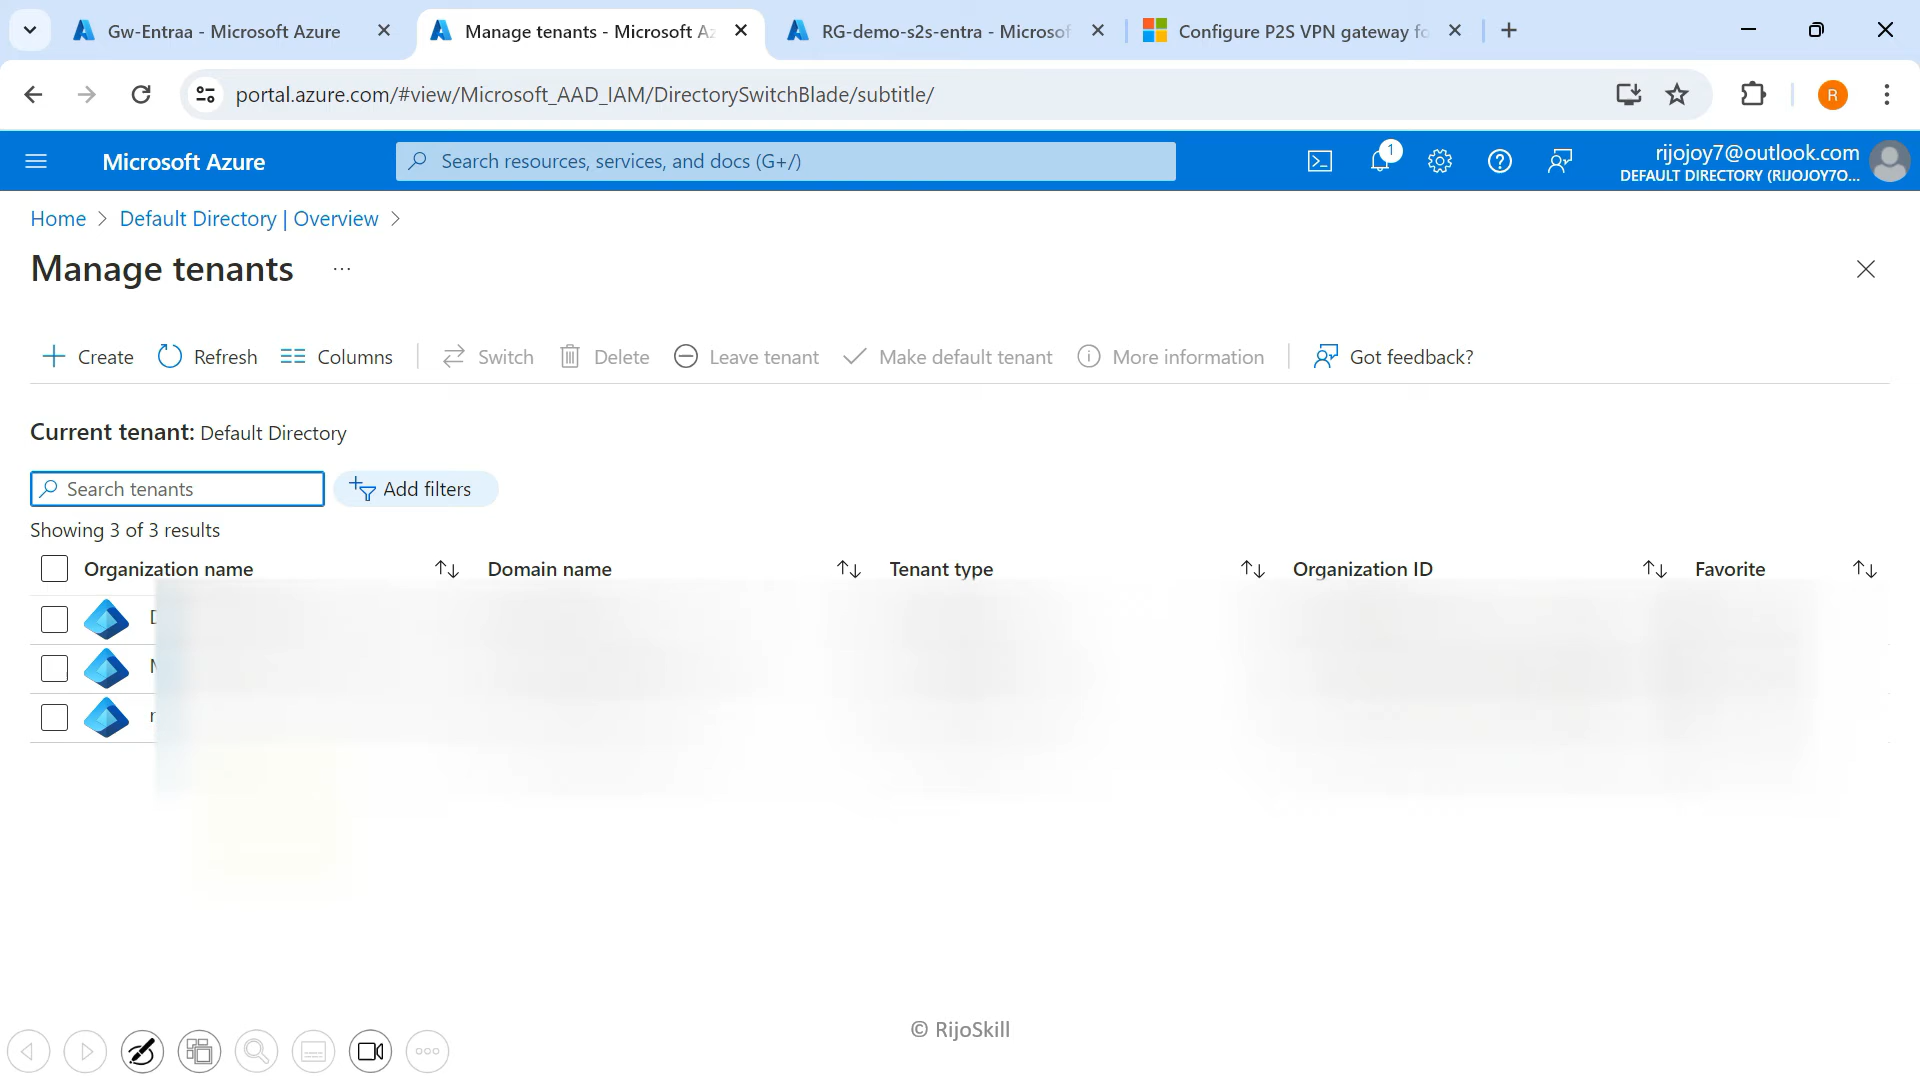 Gw-Entraa - Microsoft Azure
Manage tenants - Microsoft Az
RG-demo-s2s-entra - Microsof
Configure P2S VPN gateway fo
portal.azure.com/#view/Microsoft_AAD_IAM/DirectorySwitchBlade/subtitle/
R
Microsoft Azure
Search resources, services, and docs (G+/)
1
rijojoy7@outlook.com
DEFAULT DIRECTORY (RIJOJOY7O...
Home > Default Directory | Overview >
Manage tenants ...
Create Refresh Columns Switch Delete Leave tenant Make default tenant More information Got feedback?
Current tenant: Default Directory
Search tenants Add filters
Showing 3 of 3 results
Organization name Domain name Tenant type Organization ID Favorite
© RijoSkill